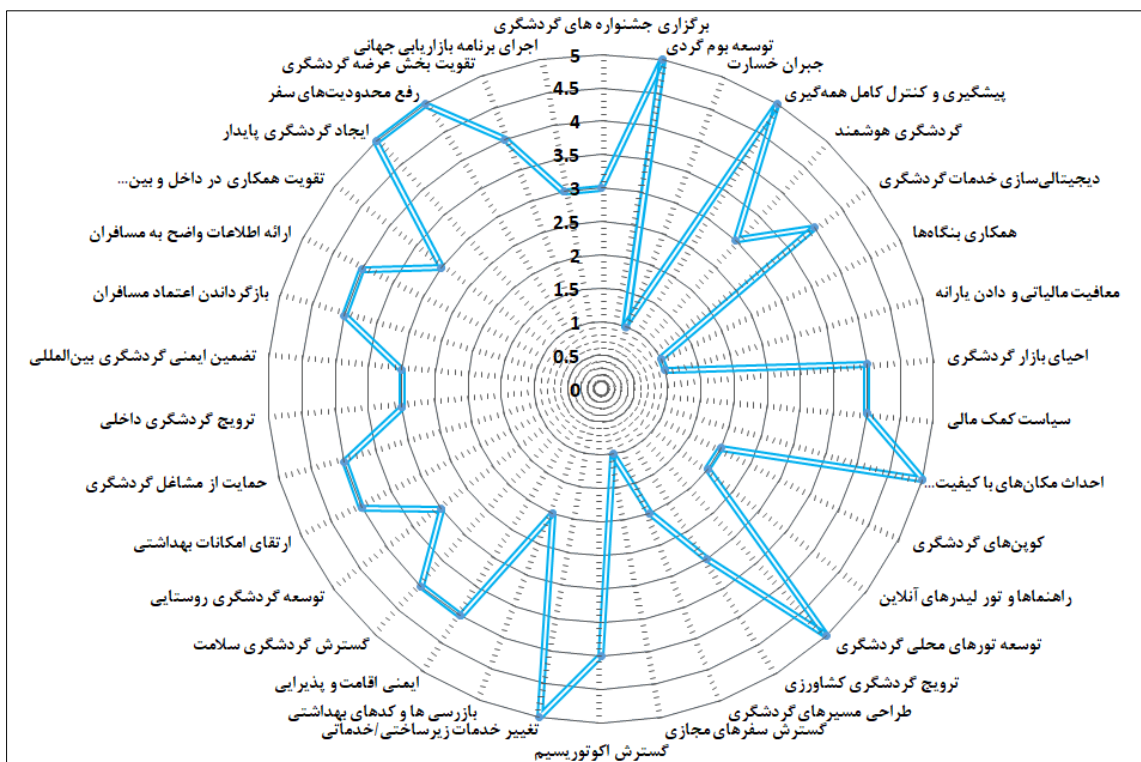 برگزاری جشنواره های گردشگری
توسعه بوم گردی
جبران خسارت
پیشگیری و کنترل کامل همه‌گیری
گردشگری هوشمند
دیجیتالی‌سازی خدمات گردشگری
همکاری بنگاه‌ها
معافیت مالیاتی و دادن یارانه
احیای بازار گردشگری
سیاست کمک مالی
احداث مکان‌های با کیفیت...
کوپن‌های گردشگری
راهنماها و تور لیدرهای آنلاین
توسعه تورهای محلی گردشگری
ترویج گردشگری کشاورزی
طراحی مسیرهای گردشگری
گسترش سفرهای مجازی
گسترش اکوتوریسیم
تغییر خدمات زیرساختی/خدماتی
بازرسی ها و کدهای بهداشتی
ایمنی اقامت و پذیرایی
گسترش گردشگری سلامت
توسعه گردشگری روستایی
ارتقای امکانات بهداشتی
حمایت از مشاغل گردشگری
ترویج گردشگری داخلی
تضمین ایمنی گردشگری بین‌المللی
بازگرداندن اعتماد مسافران
ارائه اطلاعات واضح به مسافران
تقویت همکاری در داخل و بین...
ایجاد گردشگری پایدار
رفع محدودیت‌های سفر
تقویت بخش عرضه گردشگری
اجرای برنامه بازاریابی جهانی
5
4.5
4
3.5
3
2.5
2
1.5
1
0.5
0